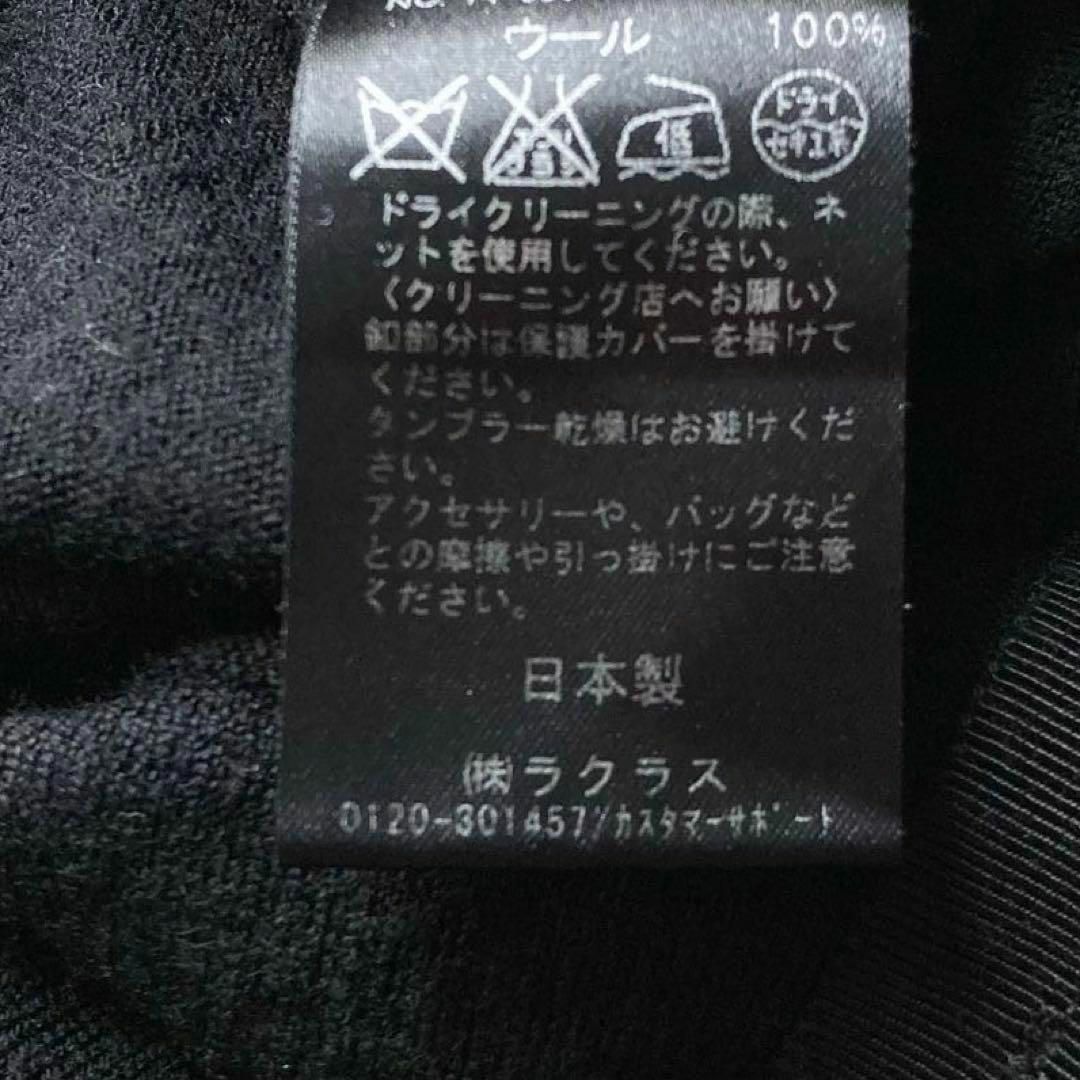 ウール 100%
低 ドライ
セキユ系
ドライクリーニングの際、ネ
ットを使用してください。
〈クリーニング店へお願い〉
釦部分は保護カバーを掛けて
ください。
タンブラー乾燥はお避けくだ
さい。
アクセサリーや、バッグなど
との摩擦や引っ掛けにご注意
ください。
日本製
㈱ラクラス
0120-301457/カスタマーサポート